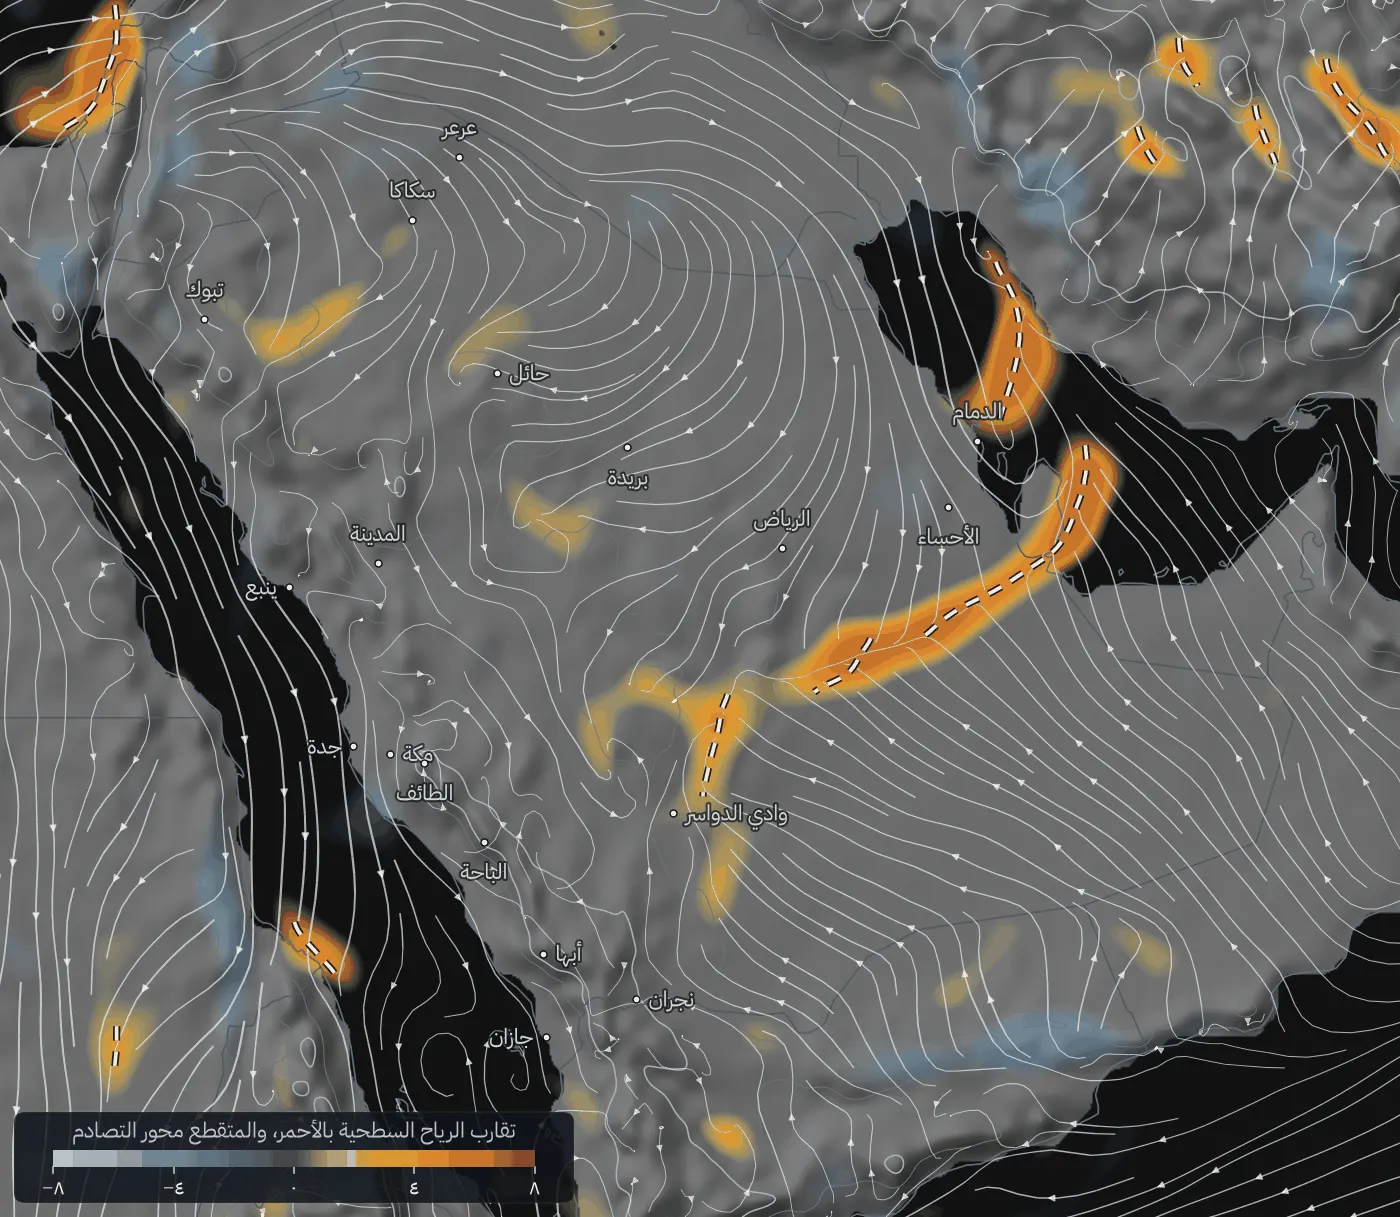 عرعر
سكاكا
تبوك
حائل
الدمام
بريدة
الرياض
الأحساء
المدينة
ينبع
جدة
مكة
الطائف
وادي الدواسر
الباحة
أبها
نجران
جازان
تقارب الرياح السطحية بالأحمر، والمتقطع محور التصادم
−٨ −٤ ٠ ٤ ٨